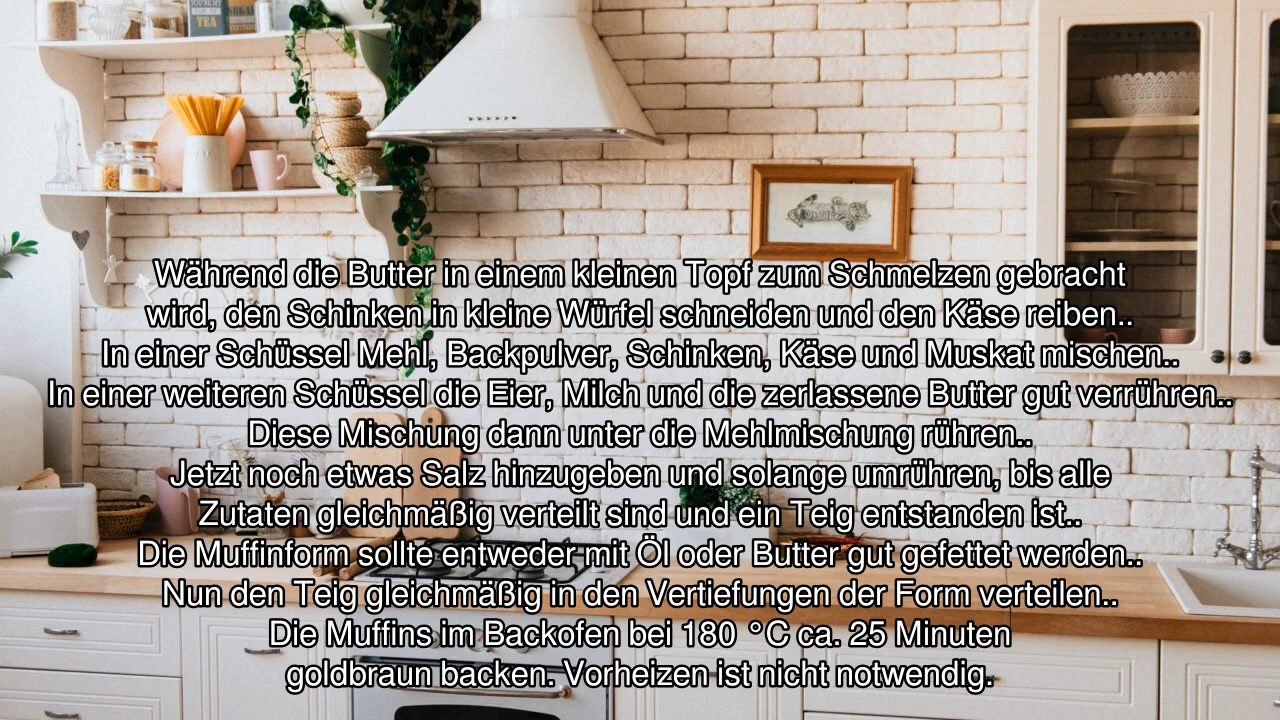 YOU'RE MY
TEA
Während die Butter in einem kleinen Topf zum Schmelzen gebracht
wird, den Schinken in kleine Würfel schneiden und den Käse reiben..
In einer Schüssel Mehl, Backpulver, Schinken, Käse und Muskat mischen..
In einer weiteren Schüssel die Eier, Milch und die zerlassene Butter gut verrühren..
Diese Mischung dann unter die Mehlmischung rühren..
Jetzt noch etwas Salz hinzugeben und solange umrühren, bis alle
Zutaten gleichmäßig verteilt sind und ein Teig entstanden ist..
Die Muffinform sollte entweder mit Öl oder Butter gut gefettet werden..
Nun den Teig gleichmäßig in den Vertiefungen der Form verteilen..
Die Muffins im Backofen bei 180 °C ca. 25 Minuten
goldbraun backen. Vorheizen ist nicht notwendig.